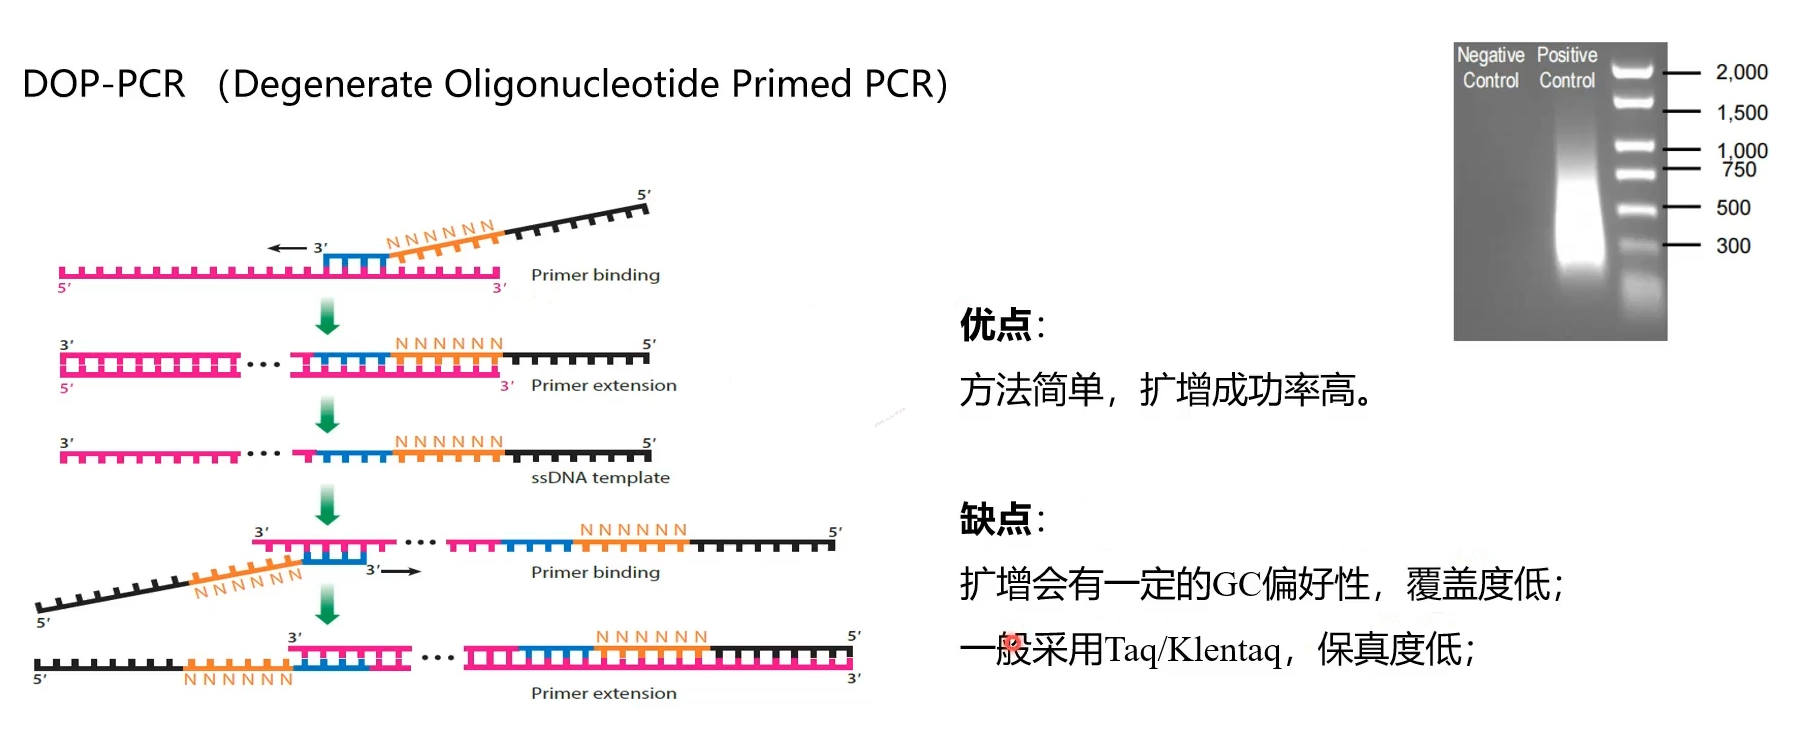 DOP-PCR （Degenerate Oligonucleotide Primed PCR）
Negative Control
Positive Control
2,000
1,500
1,000
750
500
300
5’
NNNNNN
3’
5’
3’
Primer binding
3’
NNNNNN
5’
5’
3’
Primer extension
3’
NNNNNN
5’
ssDNA template
3’
NNNNNN
5’
3’
NNNNNN
5’
Primer binding
3’
NNNNNN
5’
5’
NNNNNN
3’
Primer extension
优点：
方法简单，扩增成功率高。
缺点：
扩增会有一定的GC偏好性，覆盖度低；
一般采用Taq/Klentaq，保真度低；